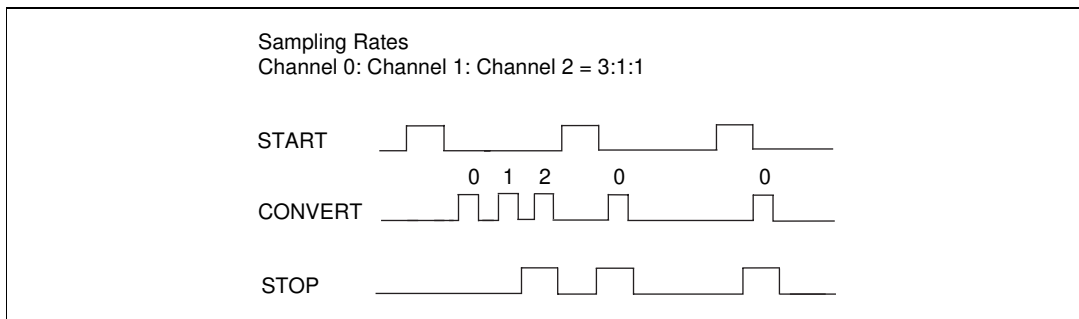 Sampling Rates
Channel 0: Channel 1: Channel 2 = 3:1:1
START
0 1 2 0 0
CONVERT
STOP